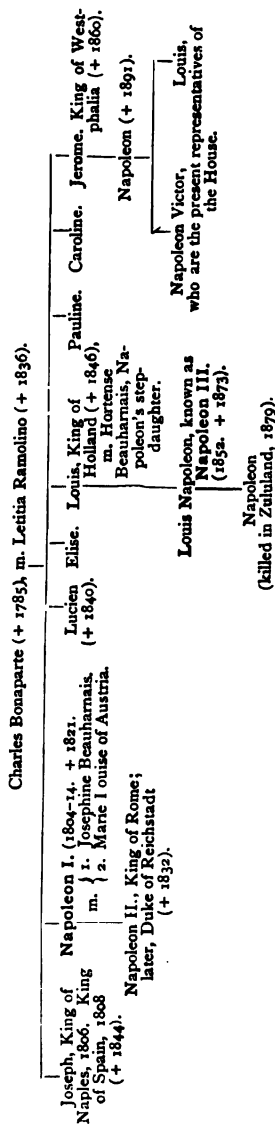 Charles Bonaparte (+ 1785), m. Letitia Ramolino (+ 1836).
Joseph, King of
Naples, 1806. King
of Spain, 1808
(+ 1844).
Napoleon I. (1804-14. + 1821.
m. { 1. Josephine Beauharnais.
2. Marie Louise of Austria.
Napoleon II., King of Rome;
later, Duke of Reichstadt
(+ 1832).
Lucien
(+ 1840).
Elise.
Louis, King of
Holland (+ 1846),
m. Hortense
Beauharnais, Na-
poleon's step-
daughter.
Louis Napoleon, known as
Napoleon III.
(1852. + 1873).
Napoleon
(killed in Zululand, 1879).
Pauline.
Caroline.
Jerome. King of West-
phalia (+ 1860).
Napoleon (+ 1891).
Napoleon Victor,
Louis,
who are the present representatives of
the House.